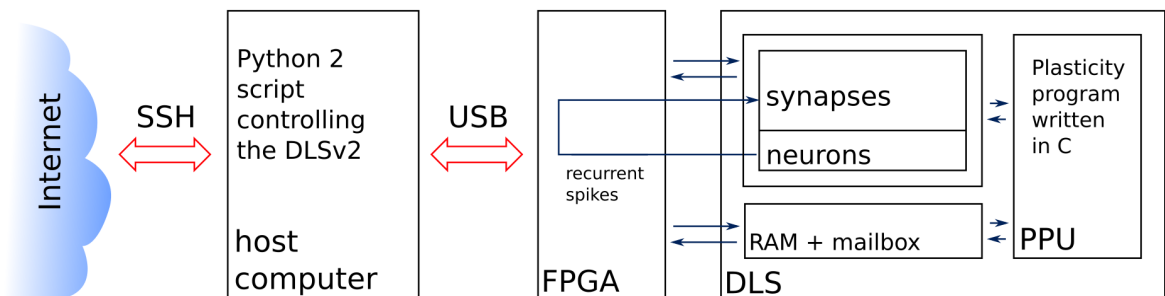 Internet
SSH
Python 2
script
controlling
the DLSv2
host
computer
USB
recurrent
spikes
FPGA
synapses
neurons
RAM + mailbox
DLS
Plasticity
program
written
in C
PPU